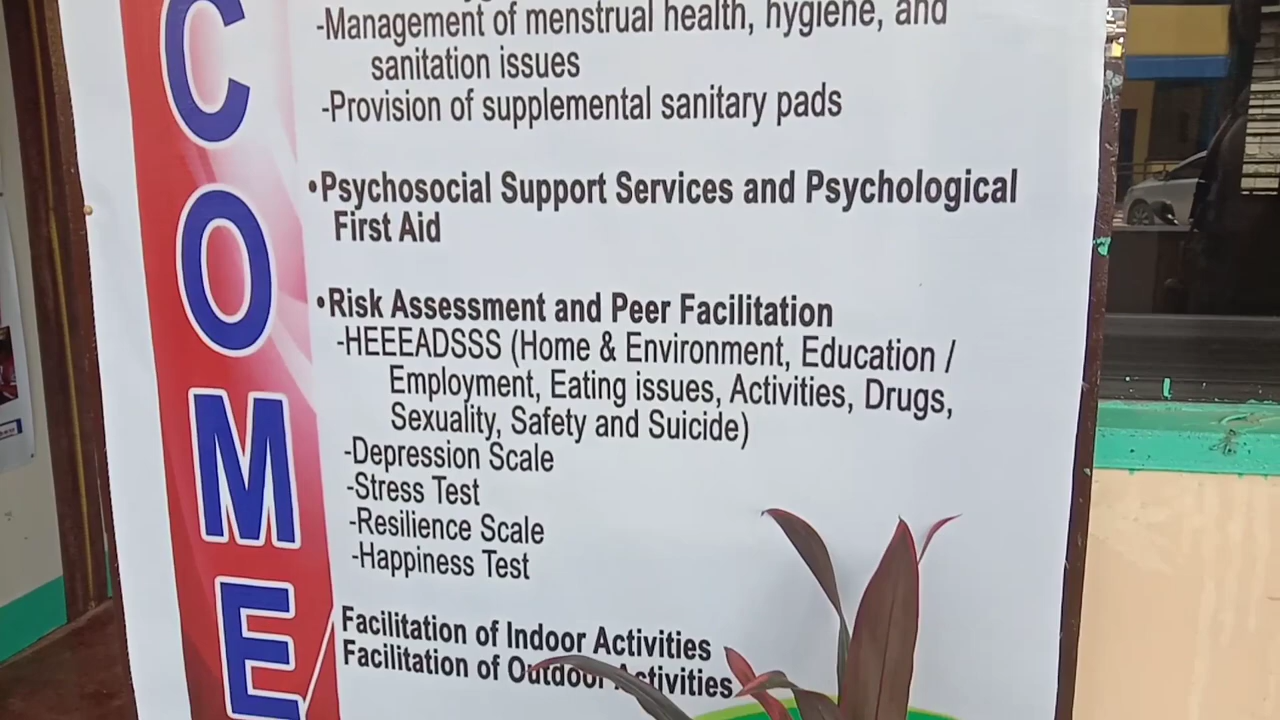 C
O
M
E
-Management of menstrual health, hygiene, and
sanitation issues
-Provision of supplemental sanitary pads
•Psychosocial Support Services and Psychological
First Aid
•Risk Assessment and Peer Facilitation
-HEEEADSSS (Home & Environment, Education /
Employment, Eating issues, Activities, Drugs,
Sexuality, Safety and Suicide)
-Depression Scale
-Stress Test
-Resilience Scale
-Happiness Test
Facilitation of Indoor Activities
Facilitation of Outdoor Activities